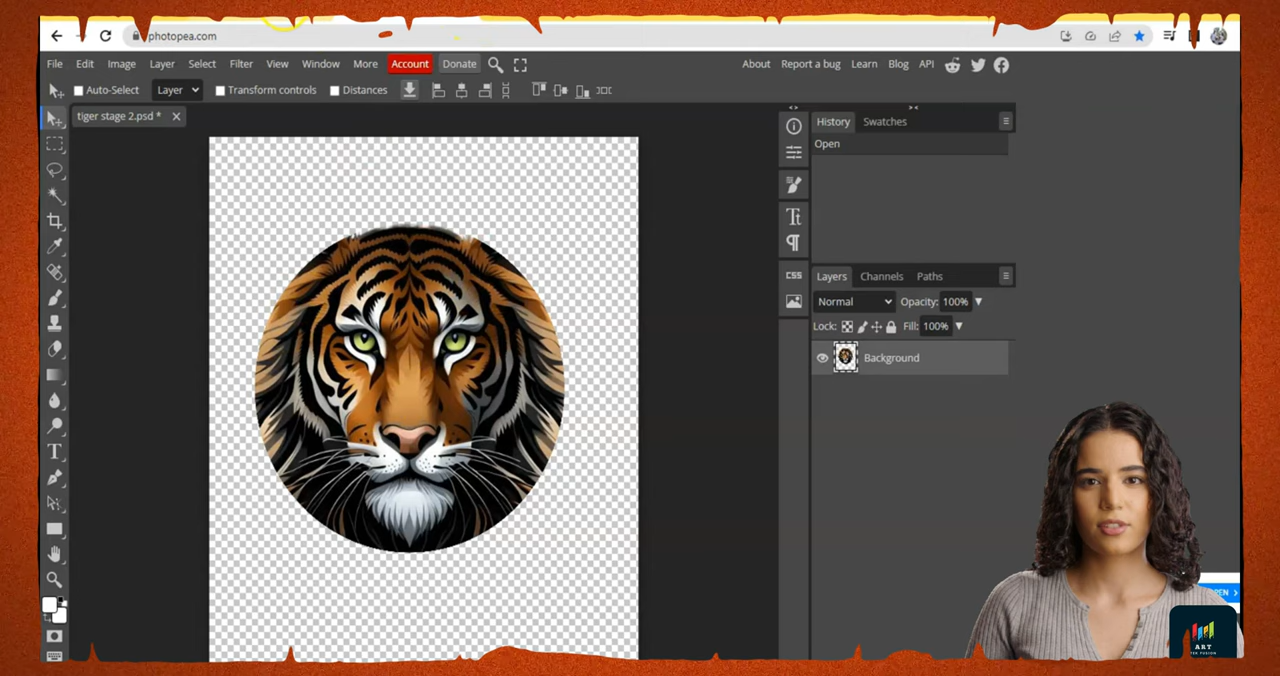 photopea.com
File Edit Image Layer Select Filter View Window More Account Donate About Report a bug Learn Blog API
Auto-Select Layer Transform controls Distances
tiger stage 2.psd *
History Swatches
Open
Tt
CSS
Layers Channels Paths
Normal Opacity: 100%
Lock: Fill: 100%
Background
T
ART